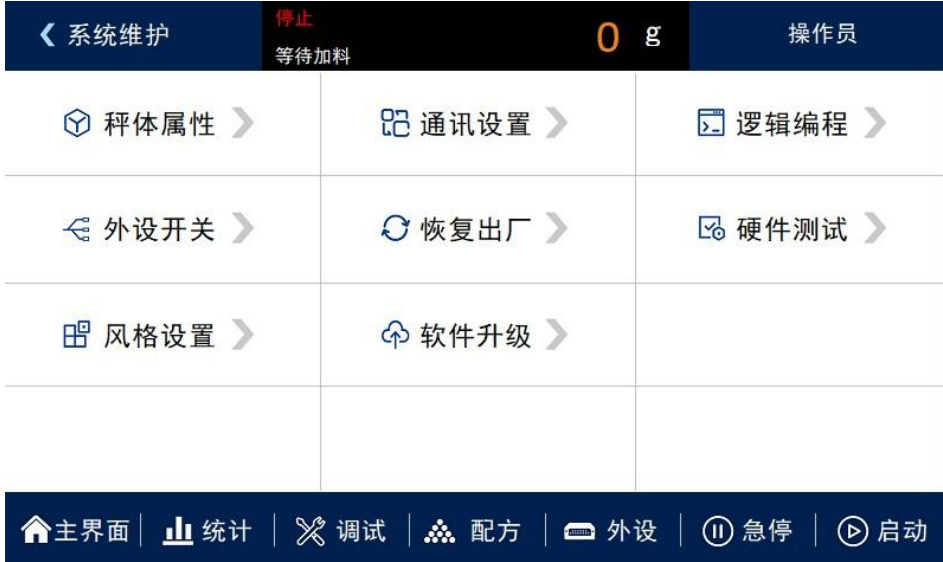 系统维护
停止
等待加料
0 g
操作员
秤体属性 通讯设置 逻辑编程
外设开关 恢复出厂 硬件测试
风格设置 软件升级
主界面 统计 调试 配方 外设 急停 启动